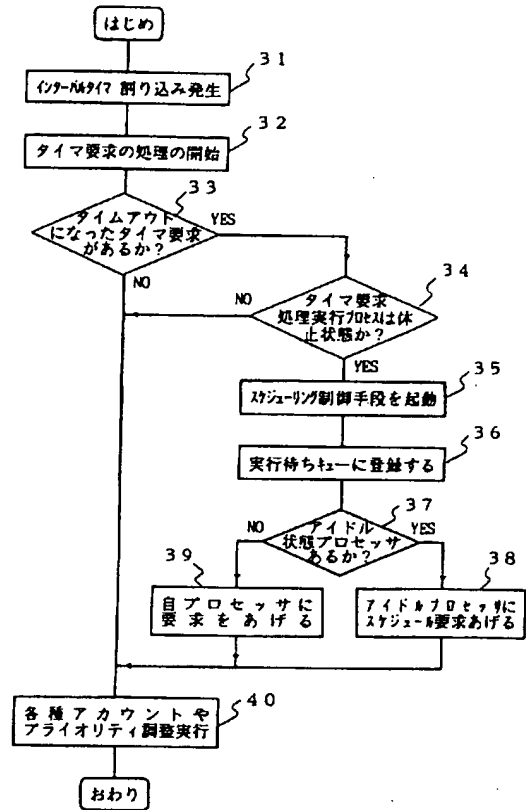 はじめ
31
インターバルタイマ 割り込み発生
32
タイマ要求の処理の開始
33
タイムアウト
になったタイマ要求
があるか?
YES
NO
34
タイマ要求
処理実行プロセスは休
止状態か?
NO
YES
35
スケジューリング制御手段を起動
36
実行待ちキューに登録する
37
アイドル
状態プロセッサ
あるか?
NO
YES
39
自プロセッサに
要求をあげる
38
アイドルプロセッサに
スケジュール要求あげる
40
各種アカウントや
プライオリティ調整実行
おわり